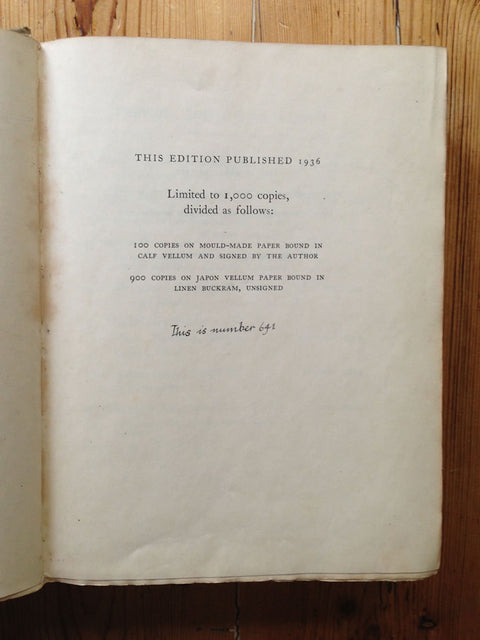 THIS EDITION PUBLISHED 1936
Limited to 1,000 copies,
divided as follows:
100 COPIES ON MOULD-MADE PAPER BOUND IN
CALF VELLUM AND SIGNED BY THE AUTHOR
900 COPIES ON JAPON VELLUM PAPER BOUND IN
LINEN BUCKRAM, UNSIGNED
This is number 641